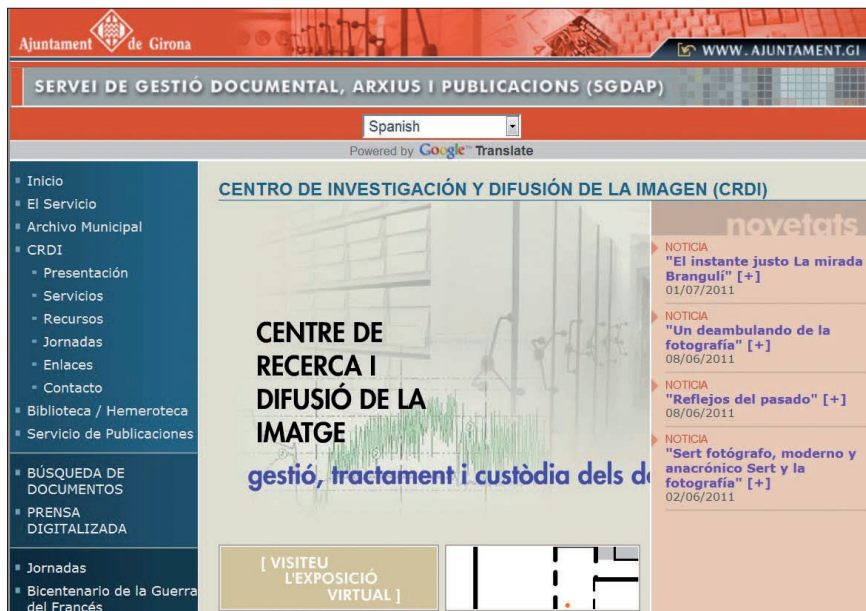 Ajuntament de Girona
WWW.AJUNTAMENT.GI
SERVEI DE GESTIÓ DOCUMENTAL, ARXIUS I PUBLICACIONS (SGDAP)
Spanish
Powered by Google™ Translate
Inicio
El Servicio
Archivo Municipal
CRDI
Presentación
Servicios
Recursos
Jornadas
Enlaces
Contacto
Biblioteca / Hemeroteca
Servicio de Publicaciones
BÚSQUEDA DE
DOCUMENTOS
PRENSA
DIGITALIZADA
Jornadas
Bicentenario de la Guerra
del Francés
CENTRO DE INVESTIGACIÓN Y DIFUSIÓN DE LA IMAGEN (CRDI)
CENTRE DE
RECERCA I
DIFUSIÓ DE LA
IMATGE
gestió, tractament i custòdia dels
[ VISITEU
L'EXPOSICIÓ
VIRTUAL ]
novetats
NOTICIA
"El instante justo La mirada
Brangulí" [+]
01/07/2011
NOTICIA
"Un deambulando de la
fotografía" [+]
08/06/2011
NOTICIA
"Reflejos del pasado" [+]
08/06/2011
NOTICIA
"Sert fotógrafo, moderno y
anacrónico Sert y la
fotografía" [+]
02/06/2011